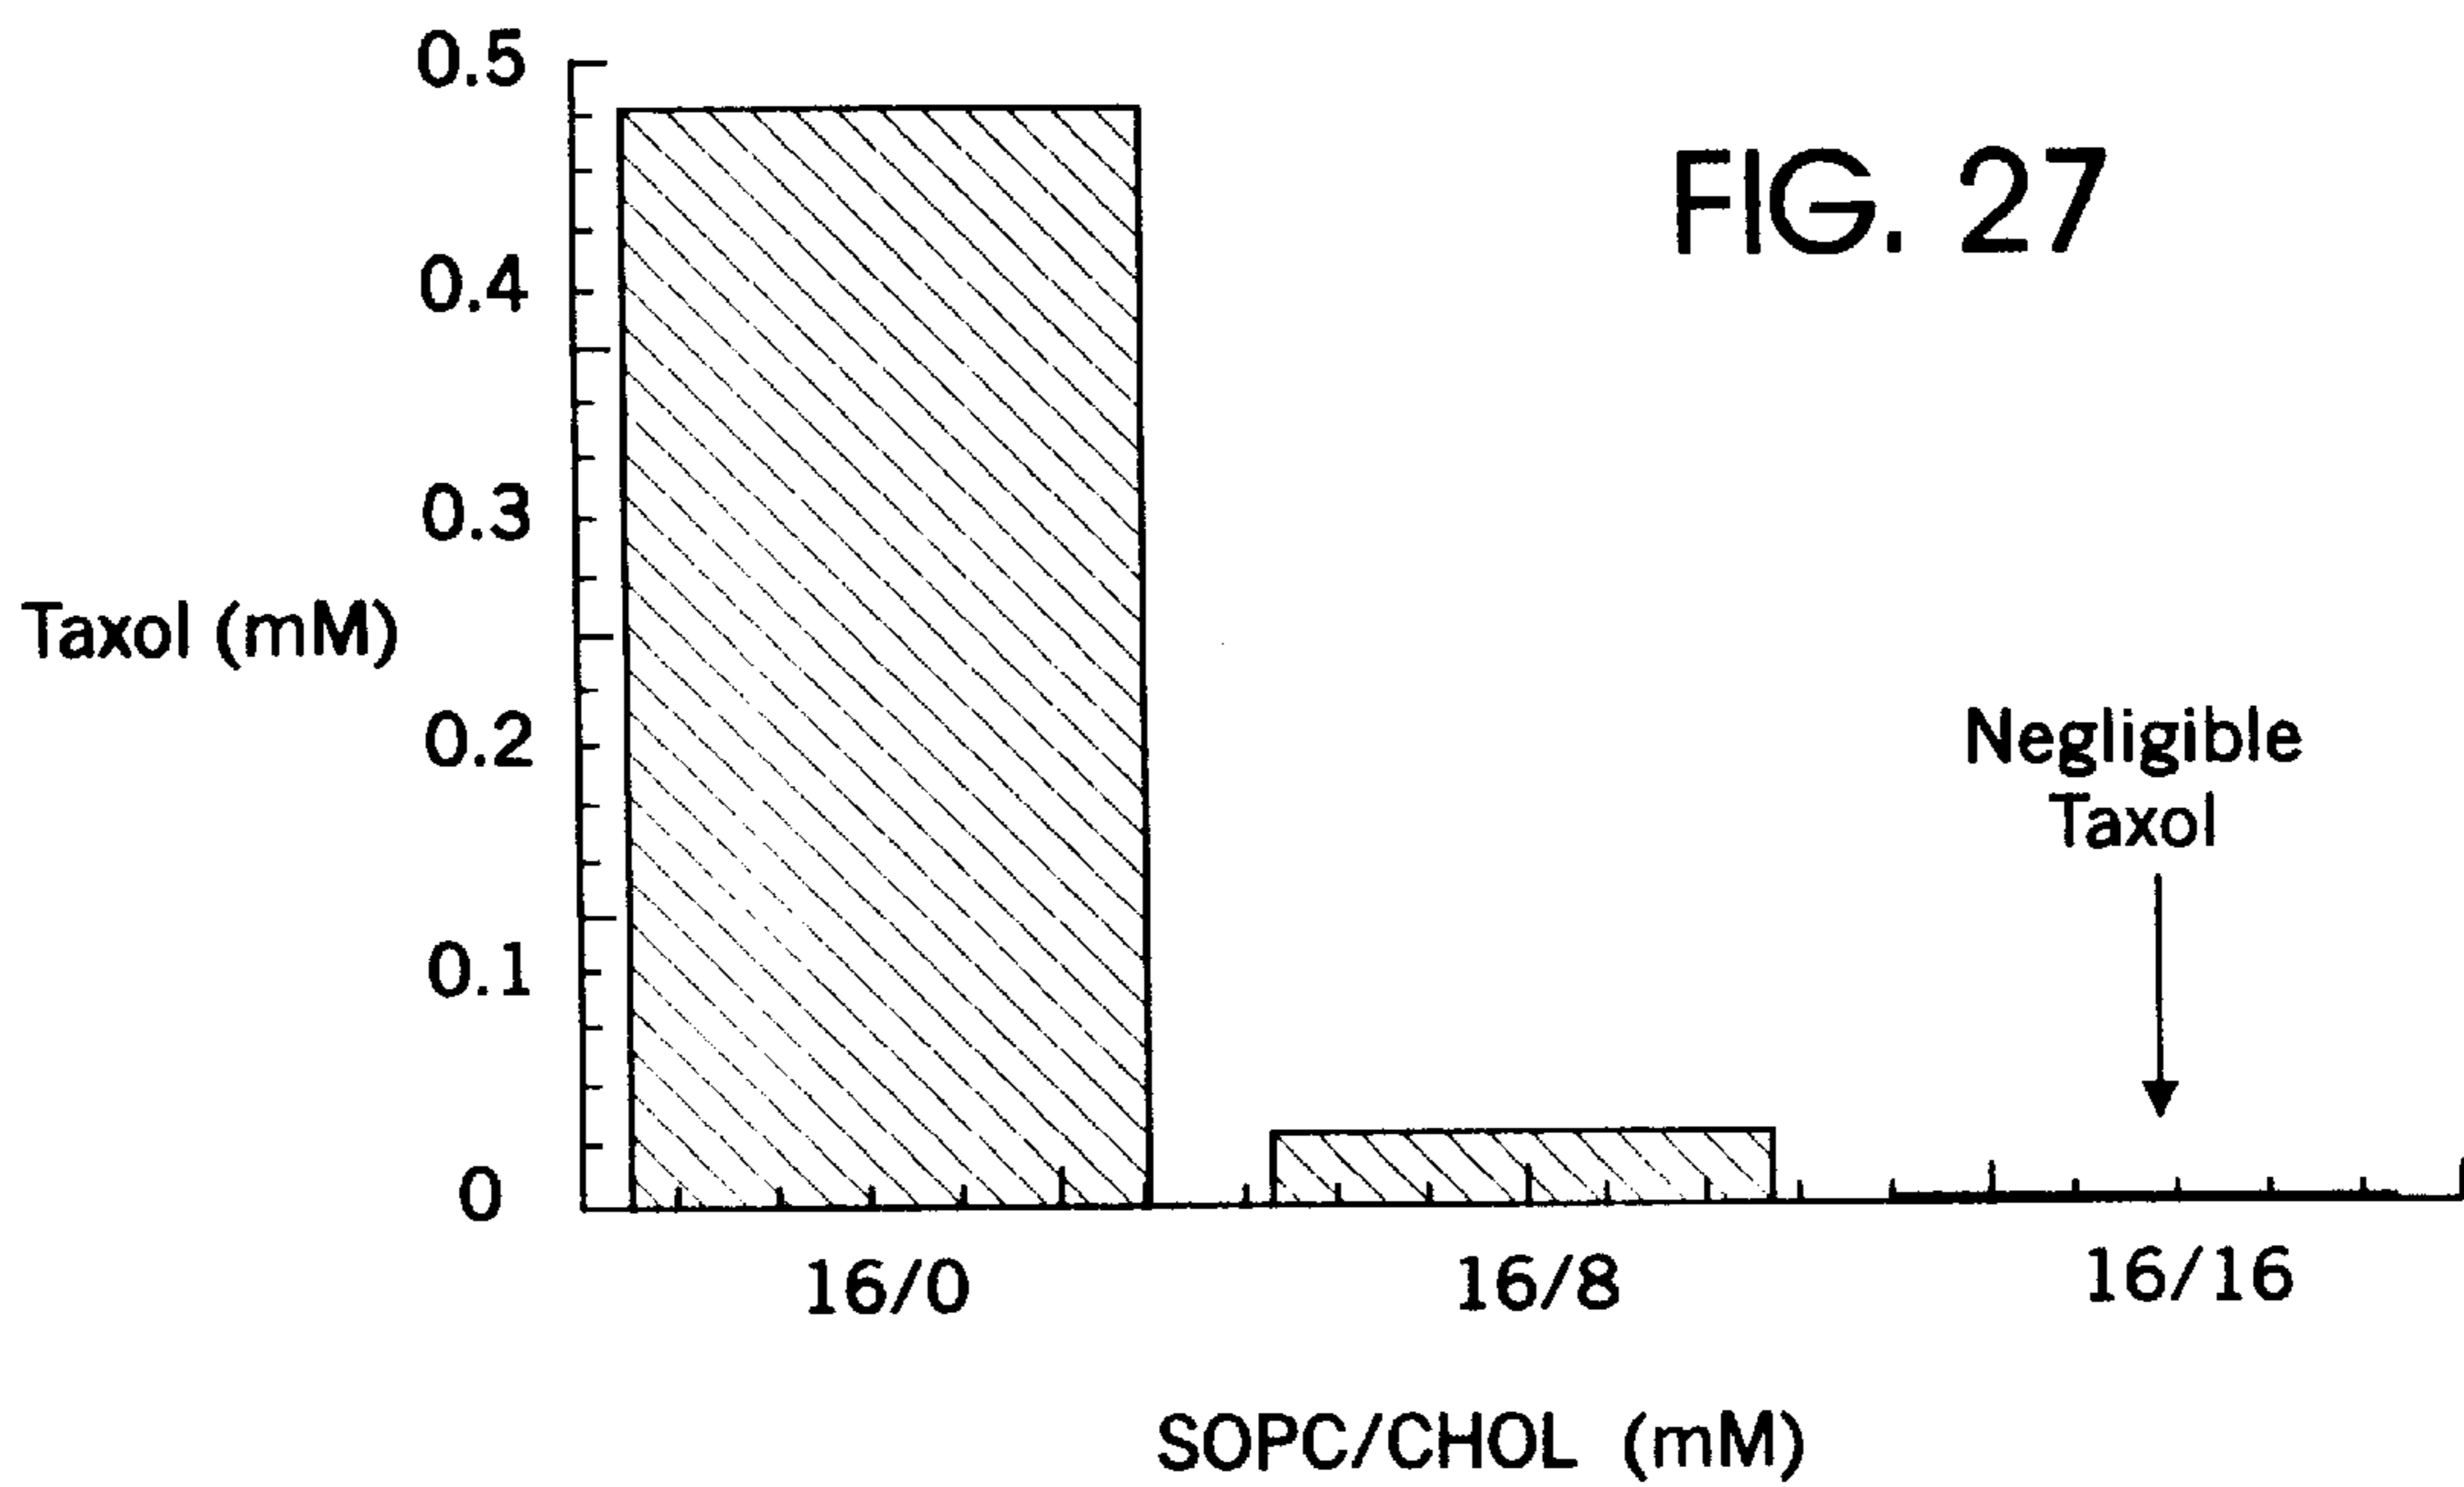 FIG. 27
0.5
0.4
0.3
0.2
0.1
0
Taxol (mM)
Negligible
Taxol
16/0
16/8
16/16
SOPC/CHOL (mM)